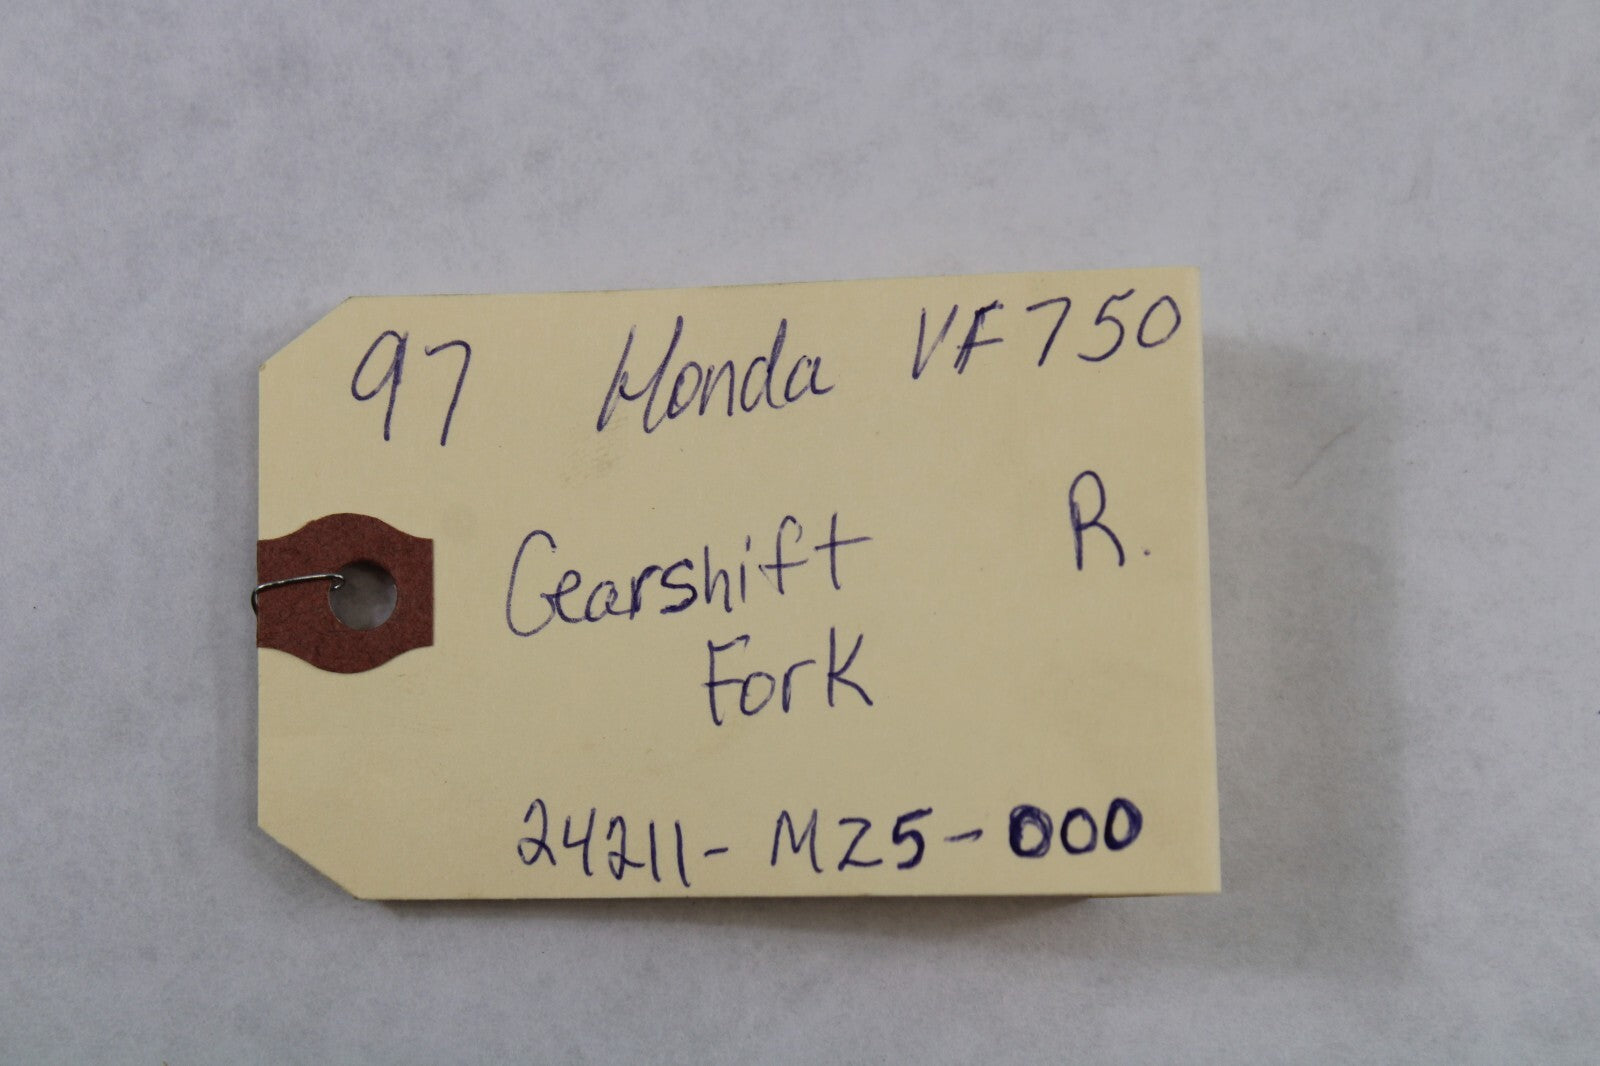 97 Honda VF750
Gearshift R.
Fork
24211-MZ5-000